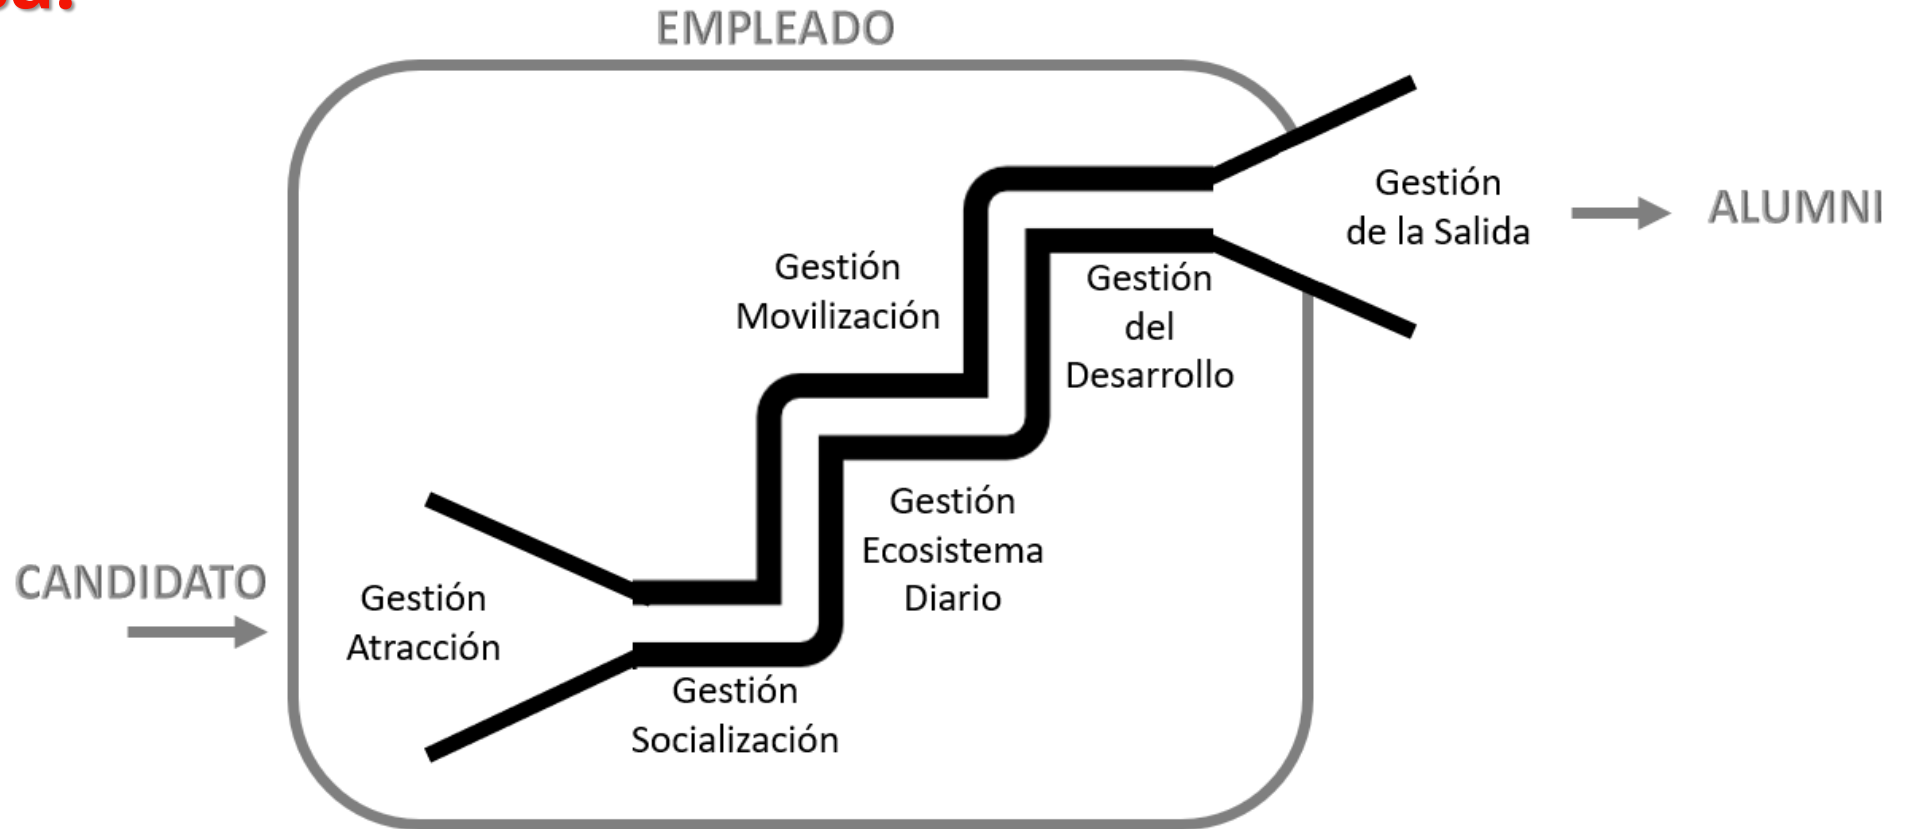 EMPLEADO
Gestión
de la Salida
ALUMNI
Gestión
Movilización
Gestión
del
Desarrollo
Gestión
Ecosistema
Diario
CANDIDATO
Gestión
Atracción
Gestión
Socialización